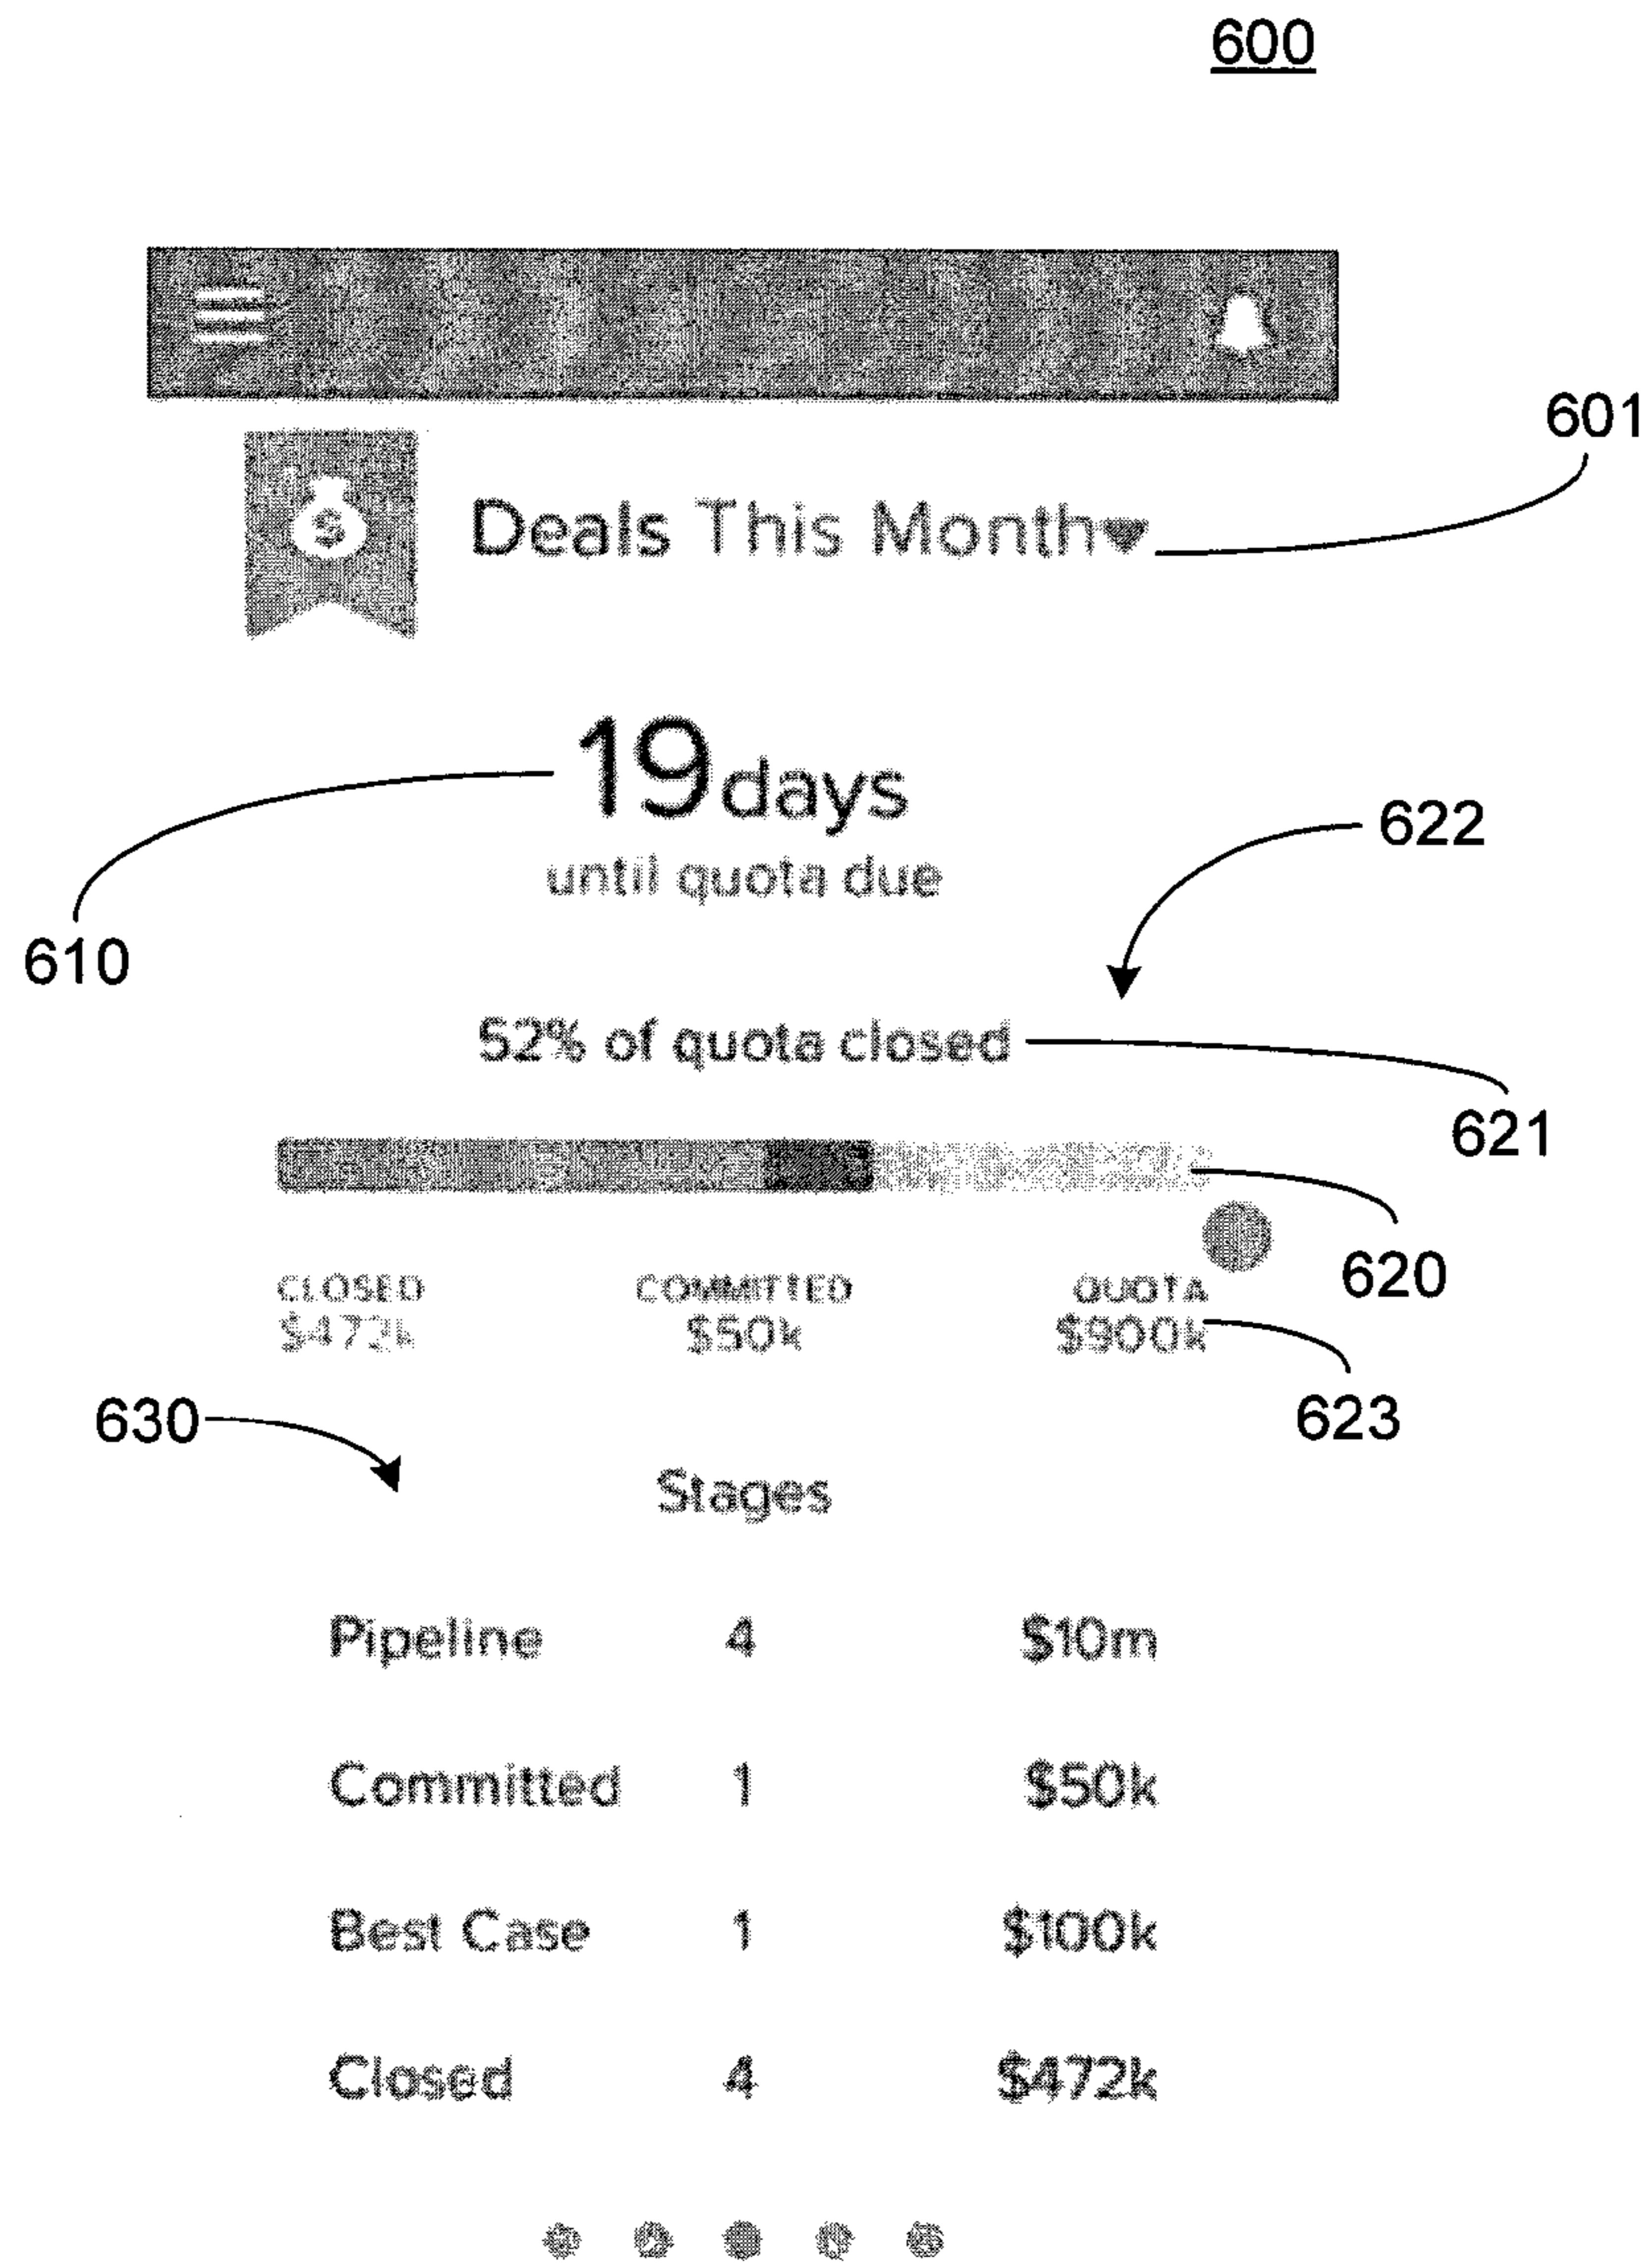 600
601
$
Deals This Month
19 days
until quota due
610
622
52% of quota closed
621
620
CLOSED COMMITTED QUOTA
$472k $50k $900k
623
630
Stages
Pipeline 4 $10m
Committed 1 $50k
Best Case 1 $100k
Closed 4 $472k